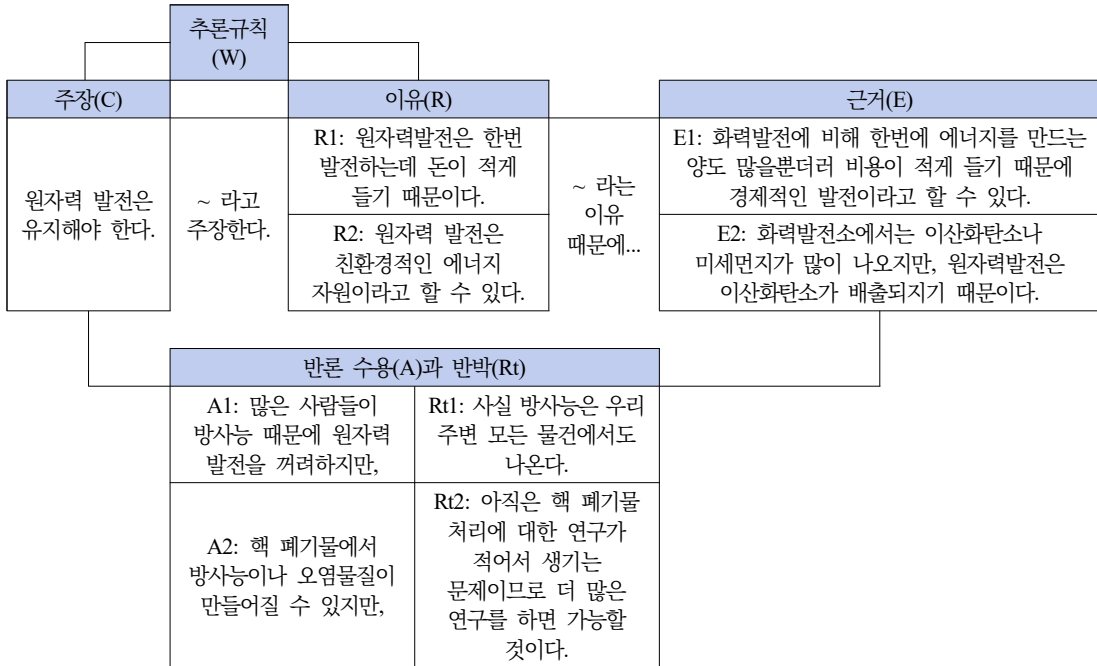 추론규칙
(W)
주장(C)
이유(R)
근거(E)
원자력 발전은
유지해야 한다.
~ 라고
주장한다.
R1: 원자력발전은 한번
발전하는데 돈이 적게
들기 때문이다.
R2: 원자력 발전은
친환경적인 에너지
자원이라고 할 수 있다.
~ 라는
이유
때문에...
E1: 화력발전에 비해 한번에 에너지를 만드는
양도 많을뿐더러 비용이 적게 들기 때문에
경제적인 발전이라고 할 수 있다.
E2: 화력발전소에서는 이산화탄소나
미세먼지가 많이 나오지만, 원자력발전은
이산화탄소가 배출되지기 때문이다.
반론 수용(A)과 반박(Rt)
A1: 많은 사람들이
방사능 때문에 원자력
발전을 꺼려하지만,
Rt1: 사실 방사능은 우리
주변 모든 물건에서도
나온다.
A2: 핵 폐기물에서
방사능이나 오염물질이
만들어질 수 있지만,
Rt2: 아직은 핵 폐기물
처리에 대한 연구가
적어서 생기는
문제이므로 더 많은
연구를 하면 가능할
것이다.